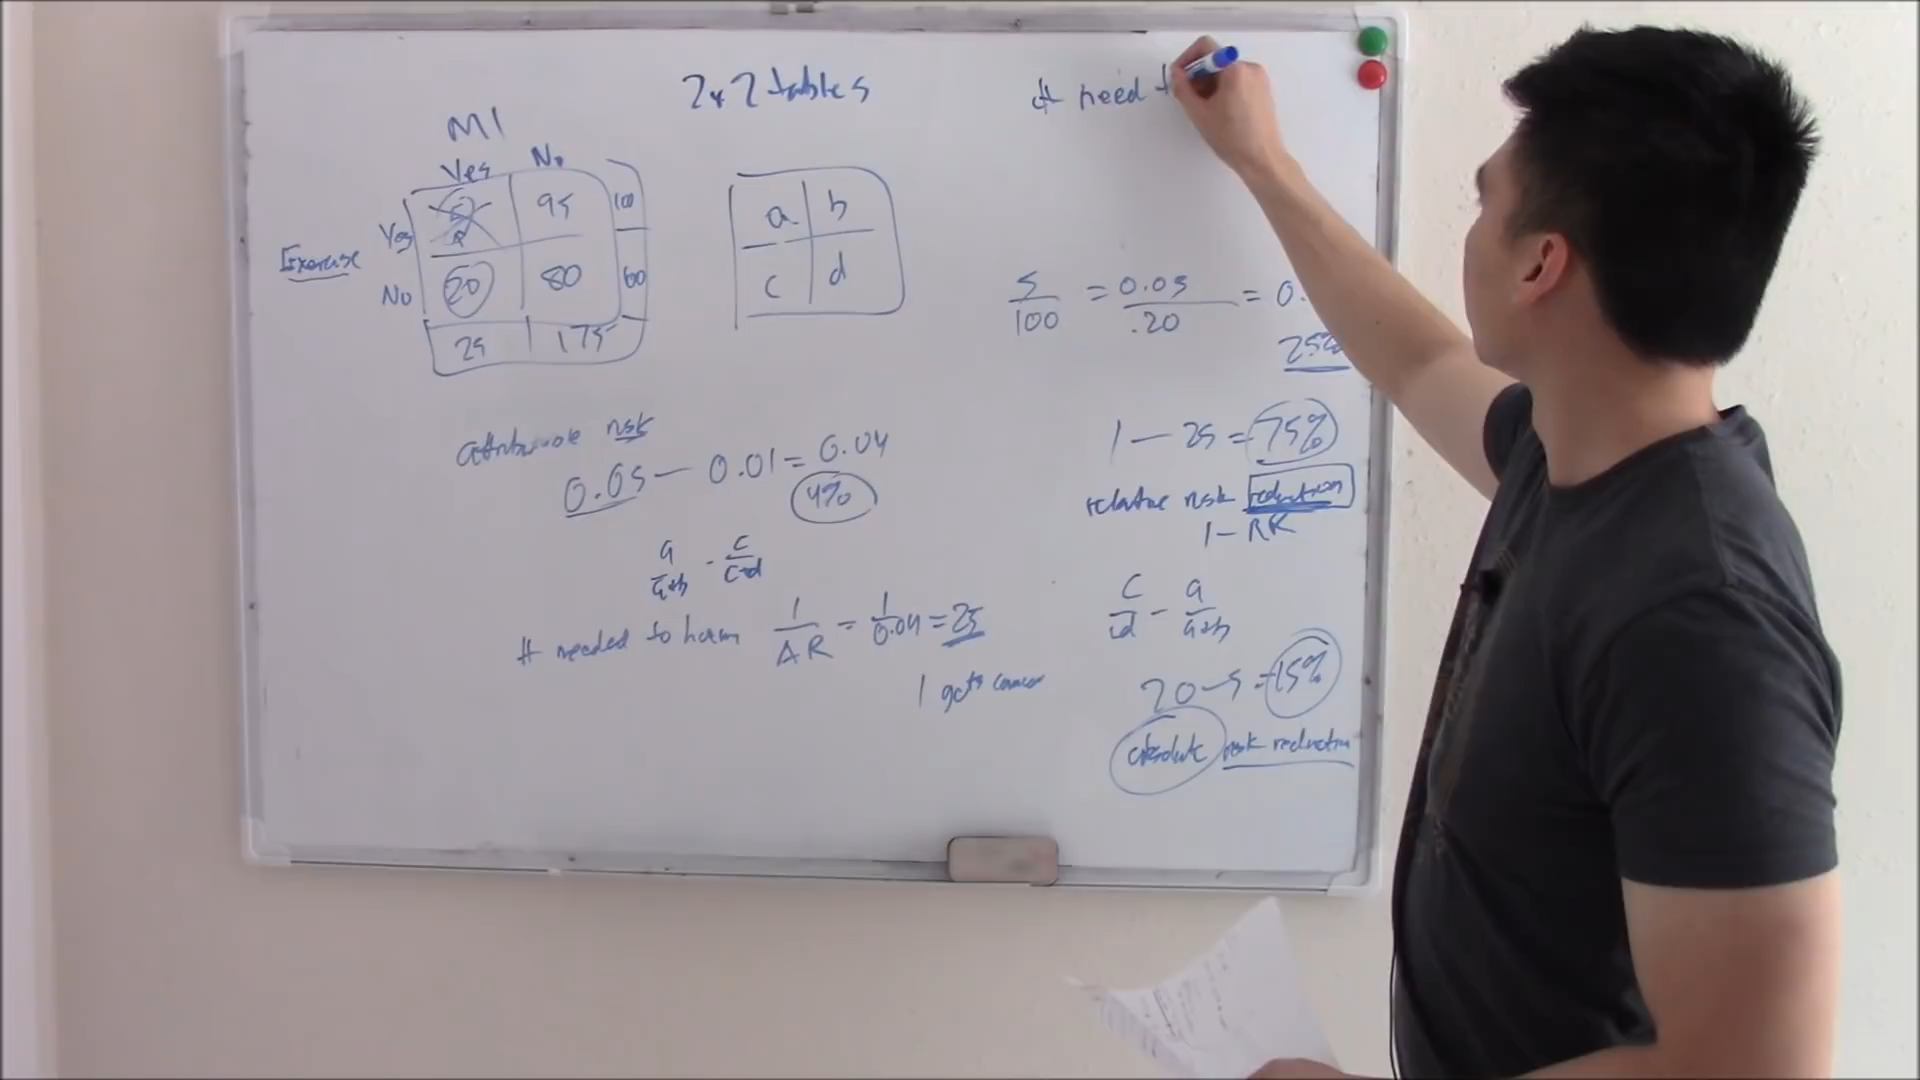 2x2 tables
# need t
MI
Yes No
Exercise
Yes 95 100
No 20 80 100
25 175
a b
c d
5/100 = 0.05/.20 = 0.
25%
1 - 25 = 75%
relative risk reduction
1 - RR
c/cd - a/a+b
20 - 5 = 15%
absolute risk reduction
attributable risk
0.05 - 0.01 = 0.04
4%
a/a+b - c/c+d
# needed to harm 1/AR = 1/0.04 = 25
1 gets cancer